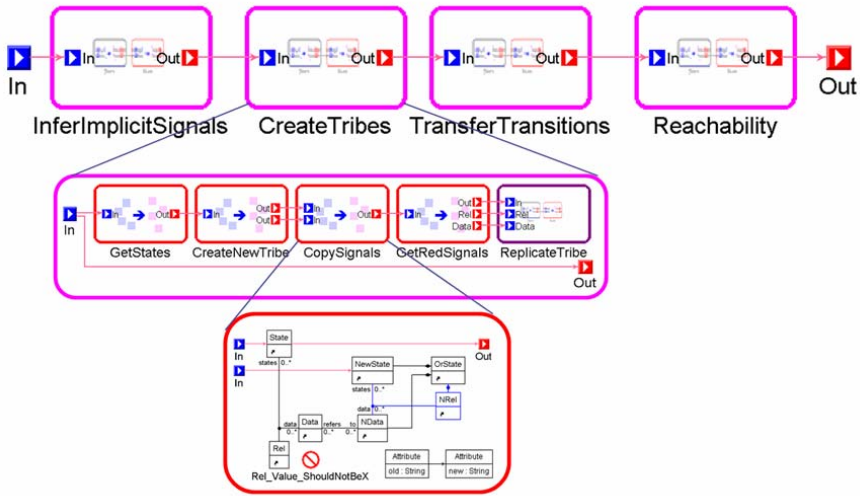 In Out In Out In Out In Out
In Out
InferImplicitSignals CreateTribes TransferTransitions Reachability
Out Out In
In Out In Out In Out In Rel Rel
In Out In Data Data
GetStates CreateNewTribe CopySignals GetRedSignals ReplicateTribe
In
Out
State
In Out
states 0..*
NewState OrState
In
states 0..*
NRel
data 0..*
data Data refers to NData
0..* 0..* 0..*
Rel
Attribute Attribute
old : String new : String
Rel_Value_ShouldNotBeX